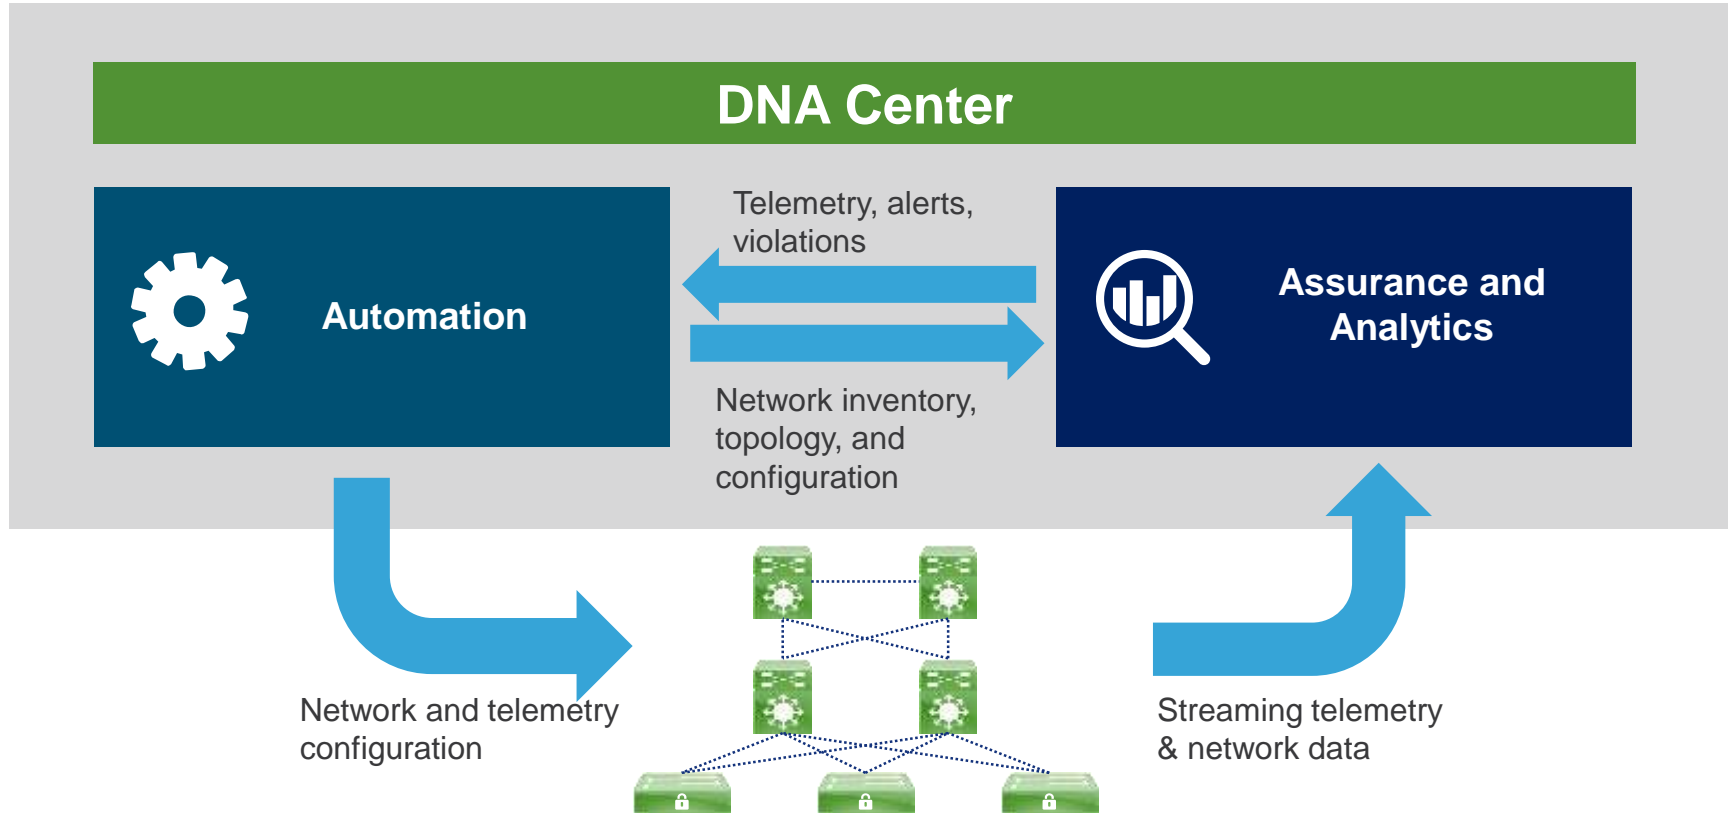 DNA Center
Telemetry, alerts,
violations
Automation
Assurance and
Analytics
Network inventory,
topology, and
configuration
Network and telemetry
configuration
Streaming telemetry
& network data